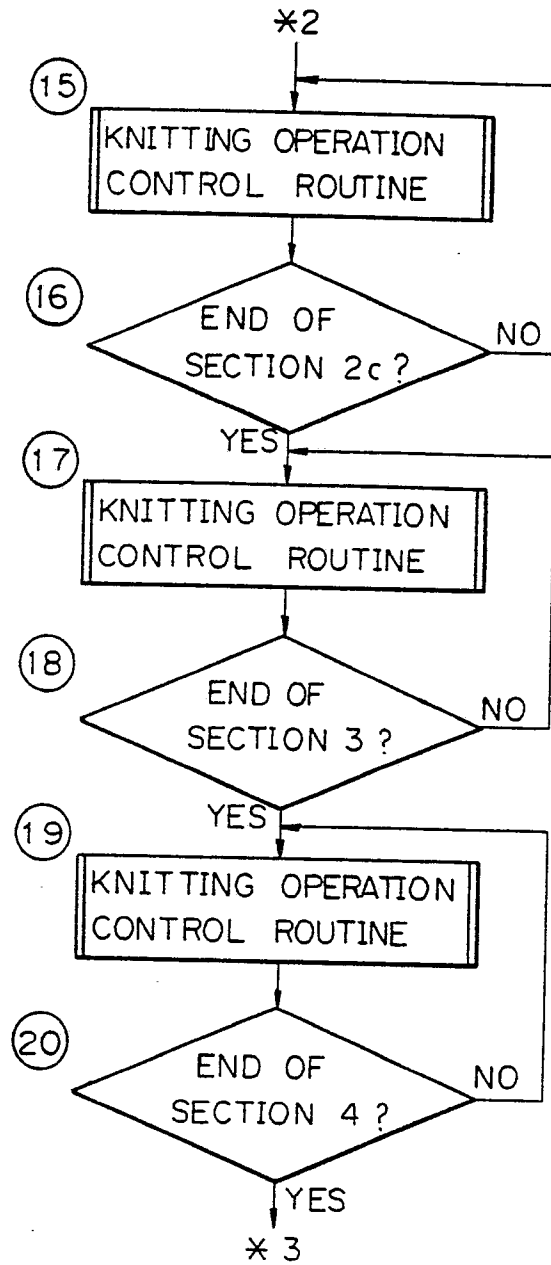 *2
15
KNITTING OPERATION
CONTROL ROUTINE
16
END OF
SECTION 2c?
NO
YES
17
KNITTING OPERATION
CONTROL ROUTINE
18
END OF
SECTION 3?
NO
YES
19
KNITTING OPERATION
CONTROL ROUTINE
20
END OF
SECTION 4?
NO
YES
*3